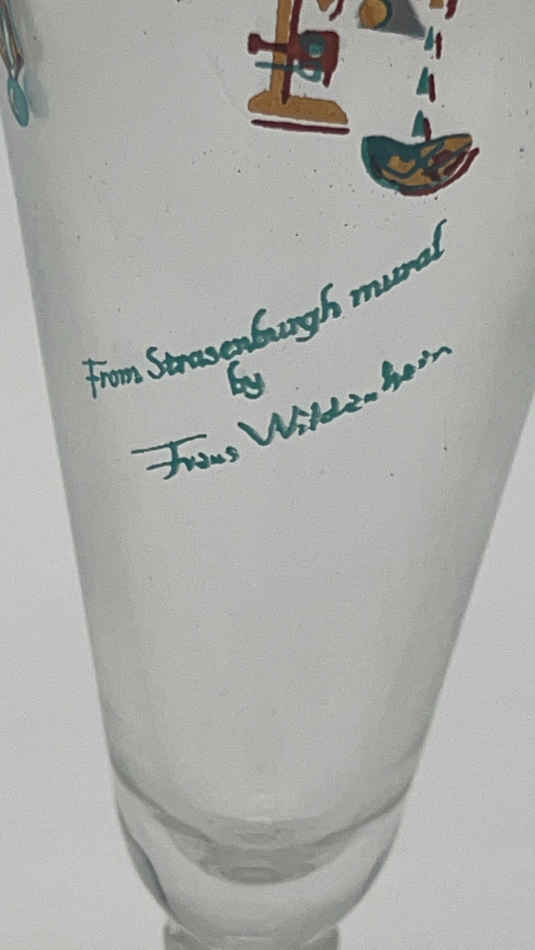 From Strasenburgh mural
by
Frans Wildenhain